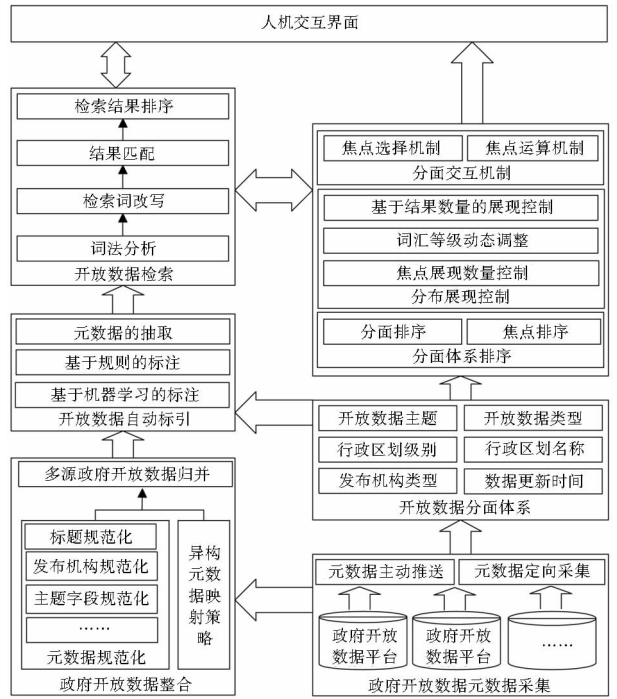 人机交互界面
检索结果排序
结果匹配
检索词改写
词法分析
开放数据检索
焦点选择机制
焦点运算机制
分面交互机制
基于结果数量的展现控制
词汇等级动态调整
焦点展现数量控制
分布展现控制
分面排序
焦点排序
分面体系排序
元数据的抽取
基于规则的标注
基于机器学习的标注
开放数据自动标引
开放数据主题
开放数据类型
行政区划级别
行政区划名称
发布机构类型
数据更新时间
开放数据分面体系
多源政府开放数据归并
标题规范化
发布机构规范化
主题字段规范化
……
元数据规范化
异构
元数
据映
射策
略
政府开放数据整合
元数据主动推送
元数据定向采集
政府开放
数据平台
政府开放
数据平台
……
政府开放数据元数据采集